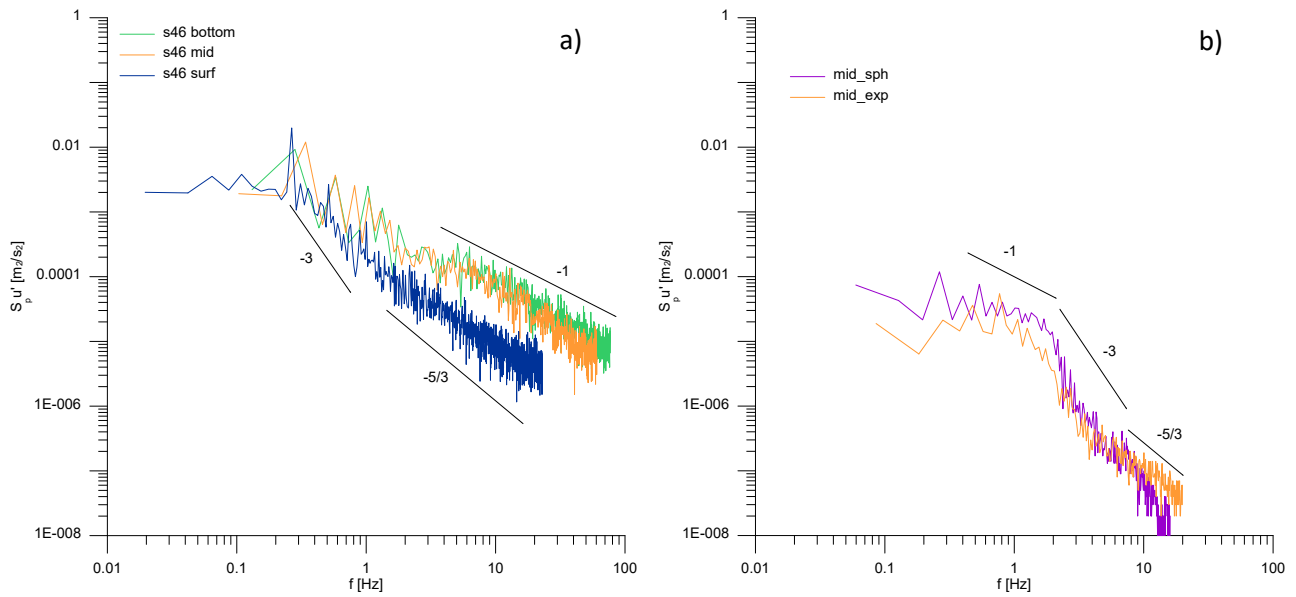 a)
s46 bottom
s46 mid
s46 surf
1
0.01
0.0001
1E-006
1E-008
S_p u' [m2/s2]
-3
-1
-5/3
0.01
0.1
1
10
100
f [Hz]
b)
mid_sph
mid_exp
1
0.01
0.0001
1E-006
1E-008
S_p u' [m2/s2]
-1
-3
-5/3
0.01
0.1
1
10
100
f [Hz]